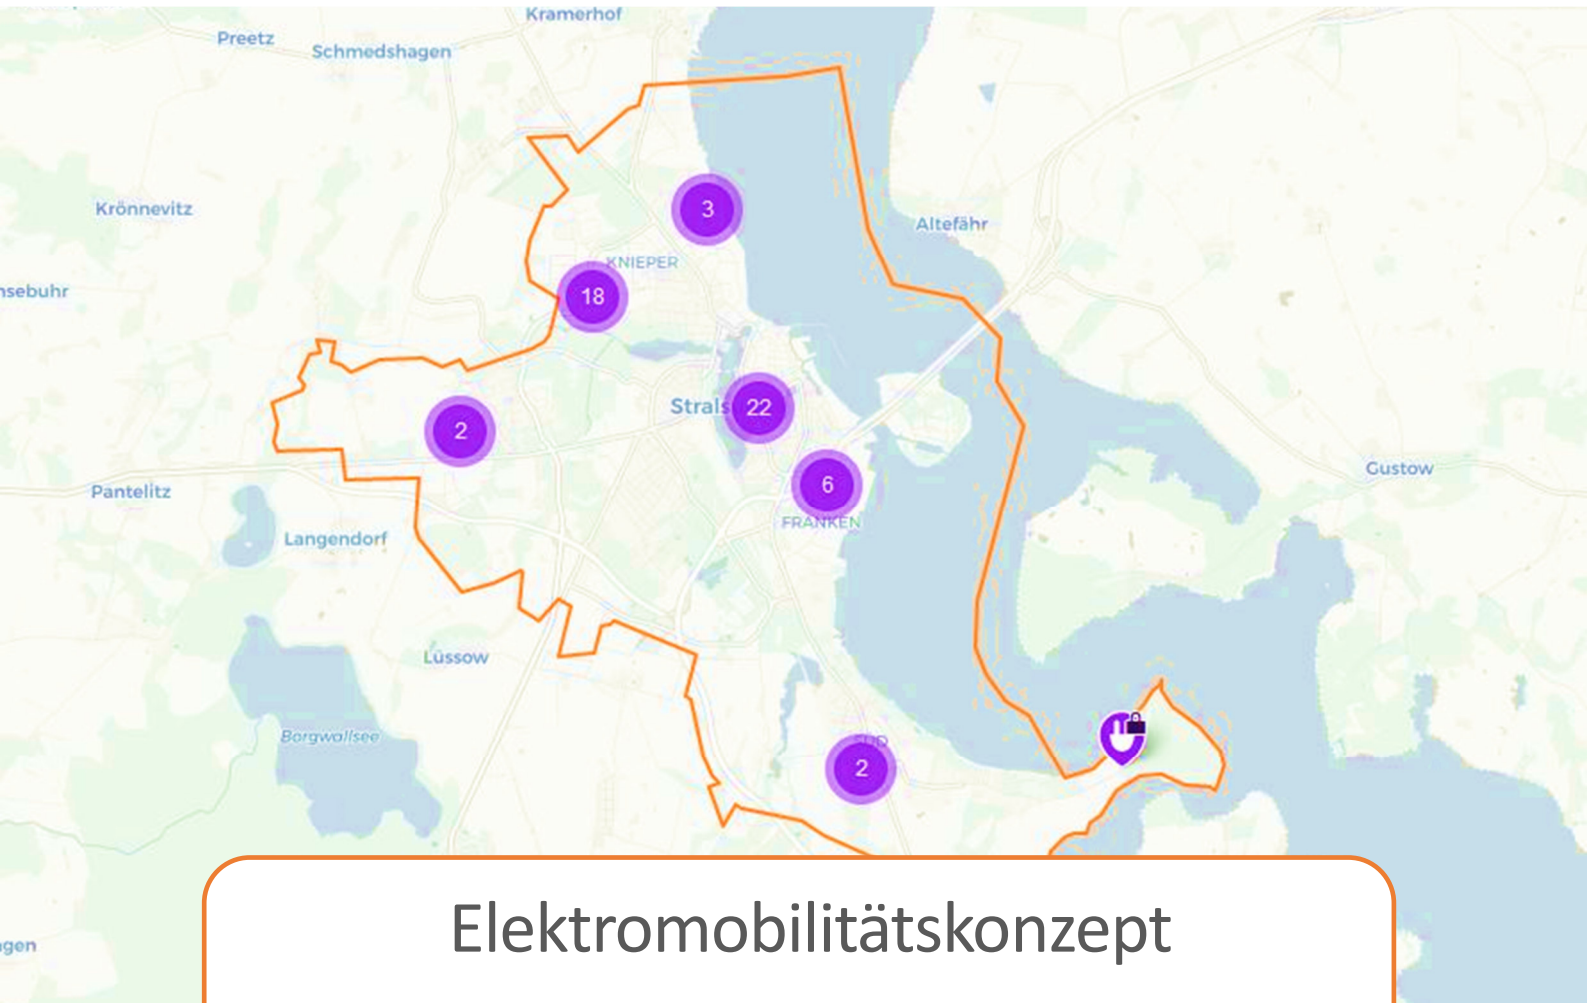 Kramerhof
Preetz
Schmedshagen
Krönnevitz
3
Altefähr
KNIEPER
nsebuhr
18
Strals
22
2
Gustow
6
Pantelitz
FRANKEN
Langendorf
Lüssow
Borgwallsee
2
gen
Elektromobilitätskonzept